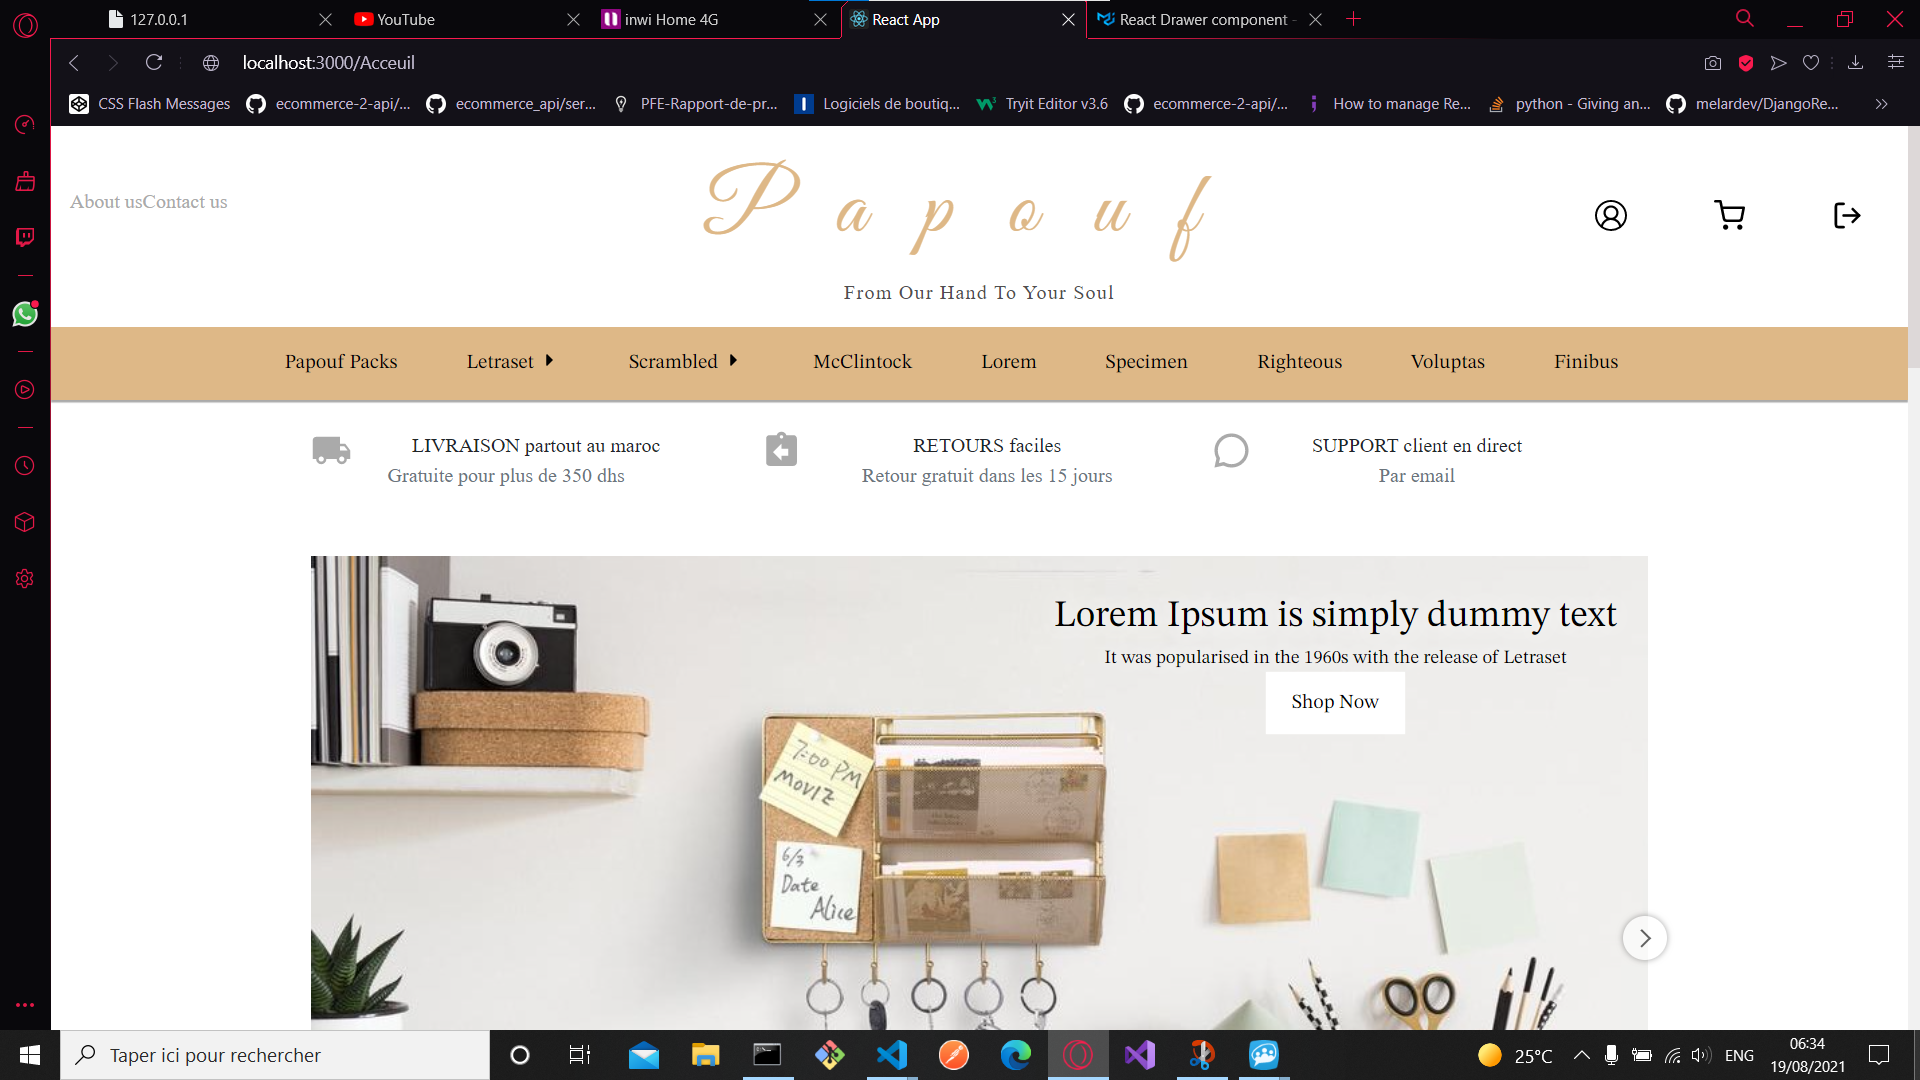 127.0.0.1
YouTube
inwi Home 4G
React App
React Drawer component -
localhost:3000/Acceuil
CSS Flash Messages
ecommerce-2-api/...
ecommerce_api/ser...
PFE-Rapport-de-pr...
Logiciels de boutiq...
Tryit Editor v3.6
ecommerce-2-api/...
How to manage Re...
python - Giving an...
melardev/DjangoRe...
About usContact us
Papouf
From Our Hand To Your Soul
Papouf Packs
Letraset
Scrambled
McClintock
Lorem
Specimen
Righteous
Voluptas
Finibus
LIVRAISON partout au maroc
Gratuite pour plus de 350 dhs
RETOURS faciles
Retour gratuit dans les 15 jours
SUPPORT client en direct
Par email
Lorem Ipsum is simply dummy text
It was popularised in the 1960s with the release of Letraset
Shop Now
7:00 PM
MOVIE
6/3
Date
Alice
Taper ici pour rechercher
25°C
ENG
06:34
19/08/2021